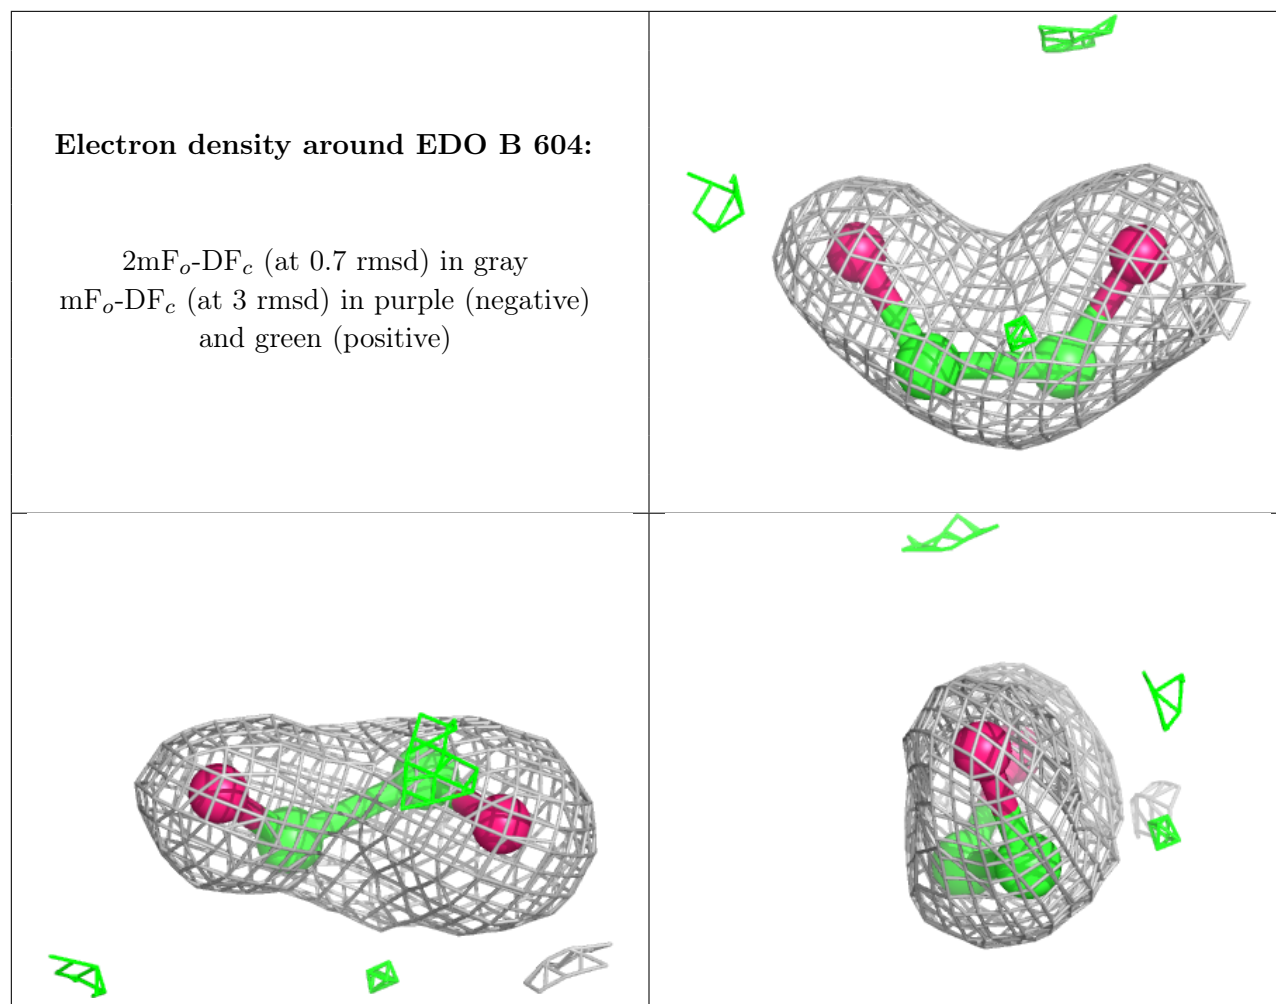 Electron density around EDO B 604:
2mFo-DFc (at 0.7 rmsd) in gray
mFo-DFc (at 3 rmsd) in purple (negative)
and green (positive)